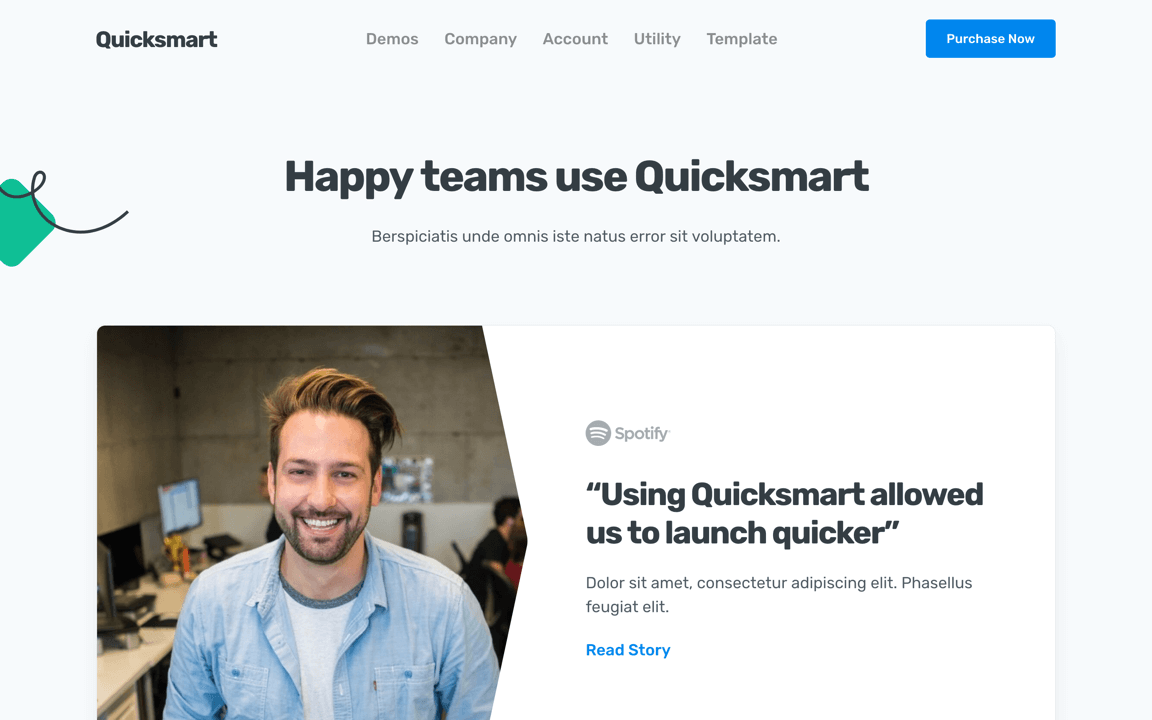 Quicksmart
Demos
Company
Account
Utility
Template
Purchase Now
Happy teams use Quicksmart
Berspiciatis unde omnis iste natus error sit voluptatem.
Spotify
“Using Quicksmart allowed
us to launch quicker”
Dolor sit amet, consectetur adipiscing elit. Phasellus
feugiat elit.
Read Story